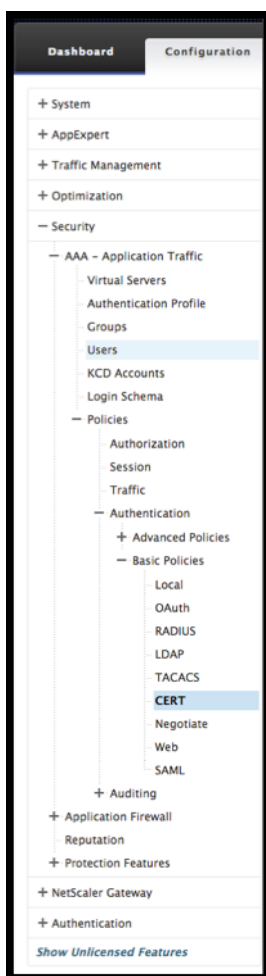 Dashboard Configuration
+ System
+ AppExpert
+ Traffic Management
+ Optimization
− Security
− AAA – Application Traffic
Virtual Servers
Authentication Profile
Groups
Users
KCD Accounts
Login Schema
− Policies
Authorization
Session
Traffic
− Authentication
+ Advanced Policies
− Basic Policies
Local
OAuth
RADIUS
LDAP
TACACS
CERT
Negotiate
Web
SAML
+ Auditing
+ Application Firewall
Reputation
+ Protection Features
+ NetScaler Gateway
+ Authentication
Show Unlicensed Features